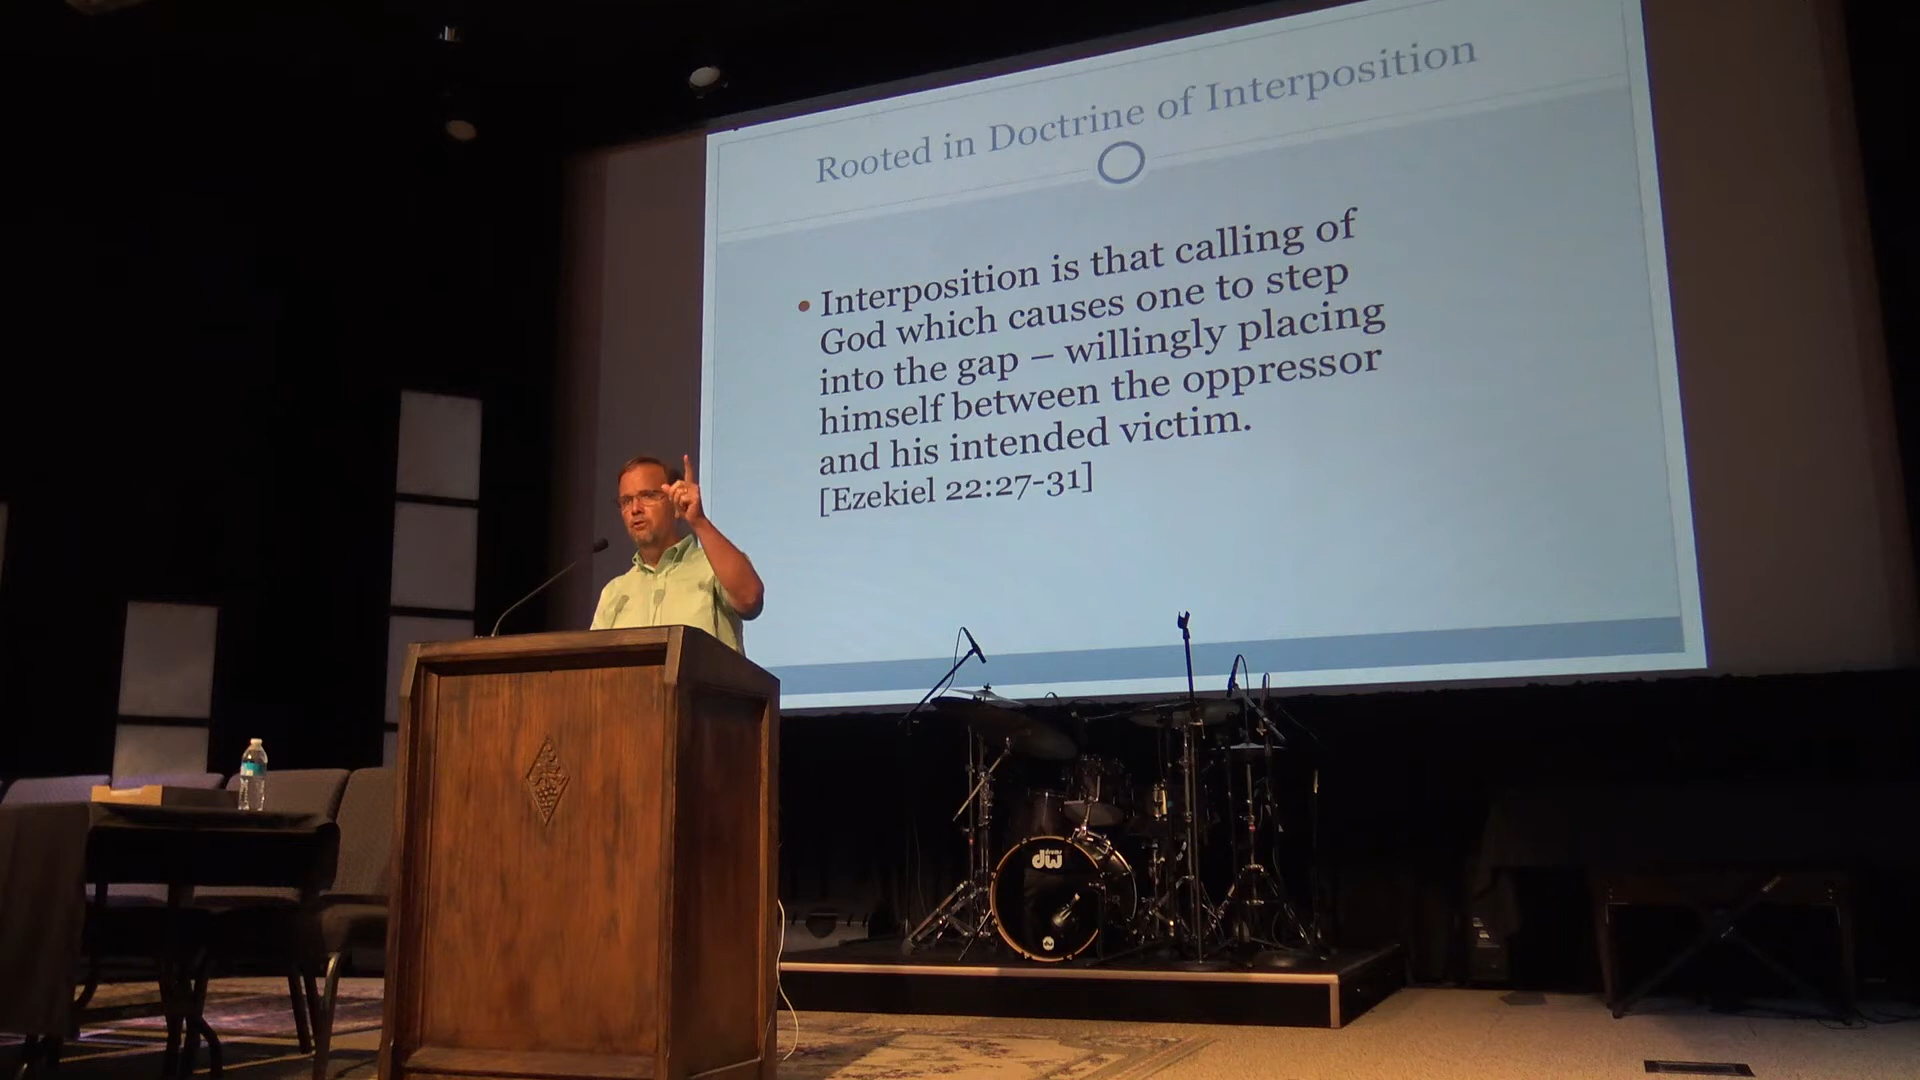 Rooted in Doctrine of Interposition
• Interposition is that calling of
God which causes one to step
into the gap – willingly placing
himself between the oppressor
and his intended victim.
[Ezekiel 22:27-31]
drums
dw